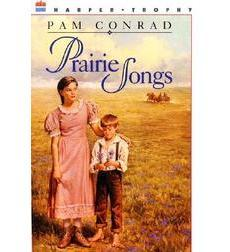 HARPER • TROPHY
PAM CONRAD
Prairie Songs